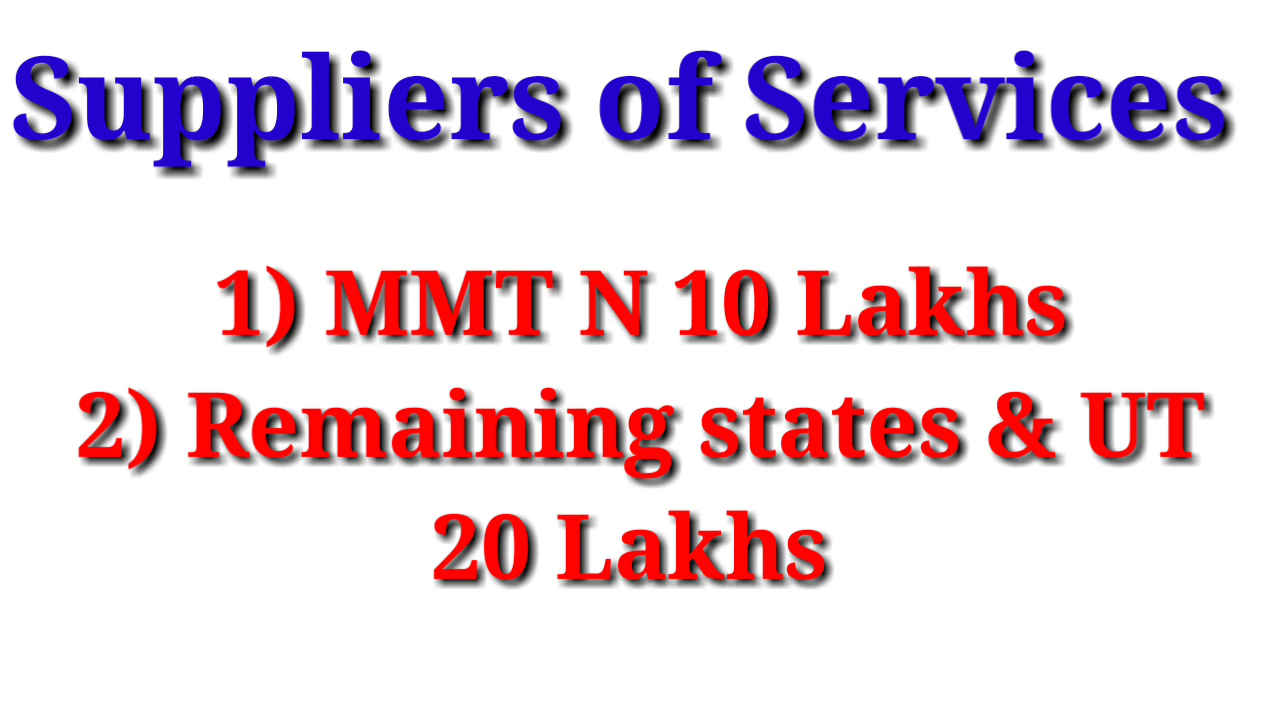 Suppliers of Services
1) MMT N 10 Lakhs
2) Remaining states & UT
20 Lakhs